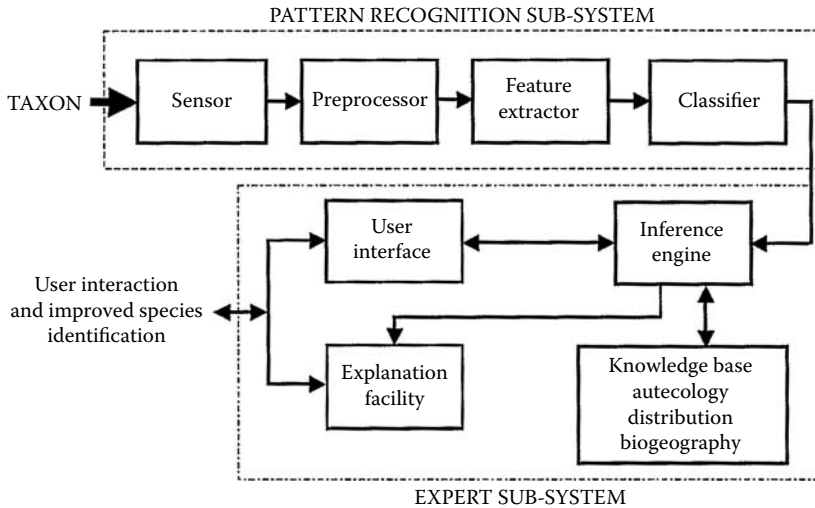 PATTERN RECOGNITION SUB-SYSTEM
TAXON
Sensor
Preprocessor
Feature
extractor
Classifier
User
interface
Inference
engine
User interaction
and improved species
identification
Explanation
facility
Knowledge base
autecology
distribution
biogeography
EXPERT SUB-SYSTEM